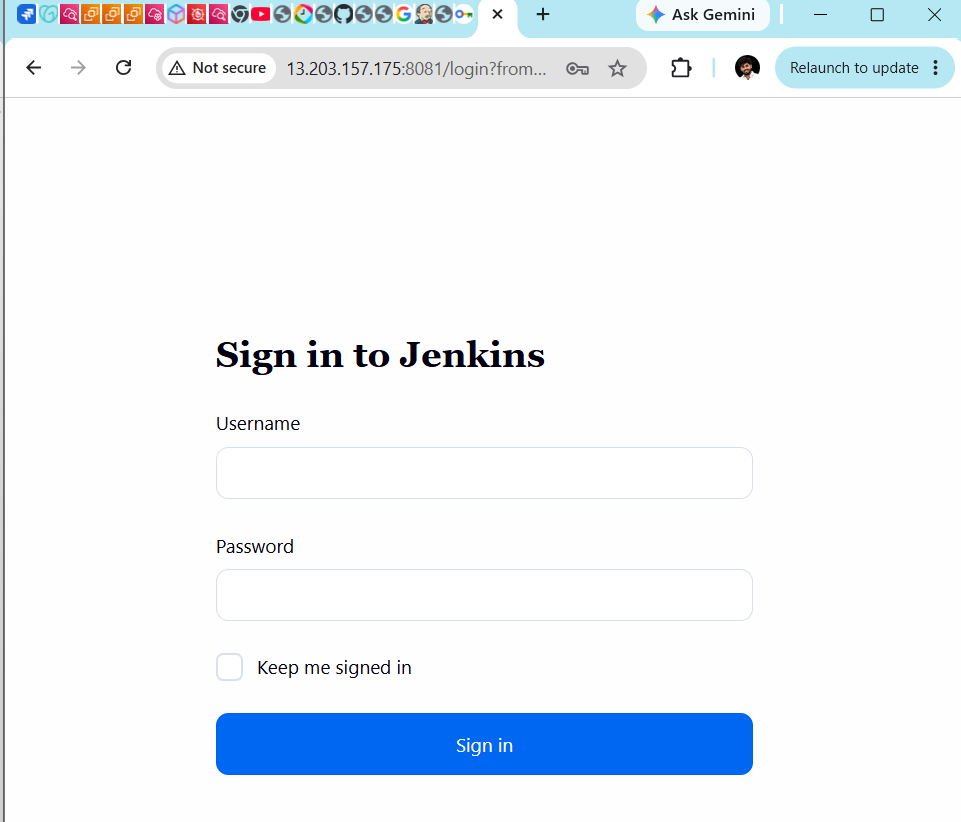 Ask Gemini
Not secure
13.203.157.175:8081/login?from...
Relaunch to update
Sign in to Jenkins
Username
Password
Keep me signed in
Sign in